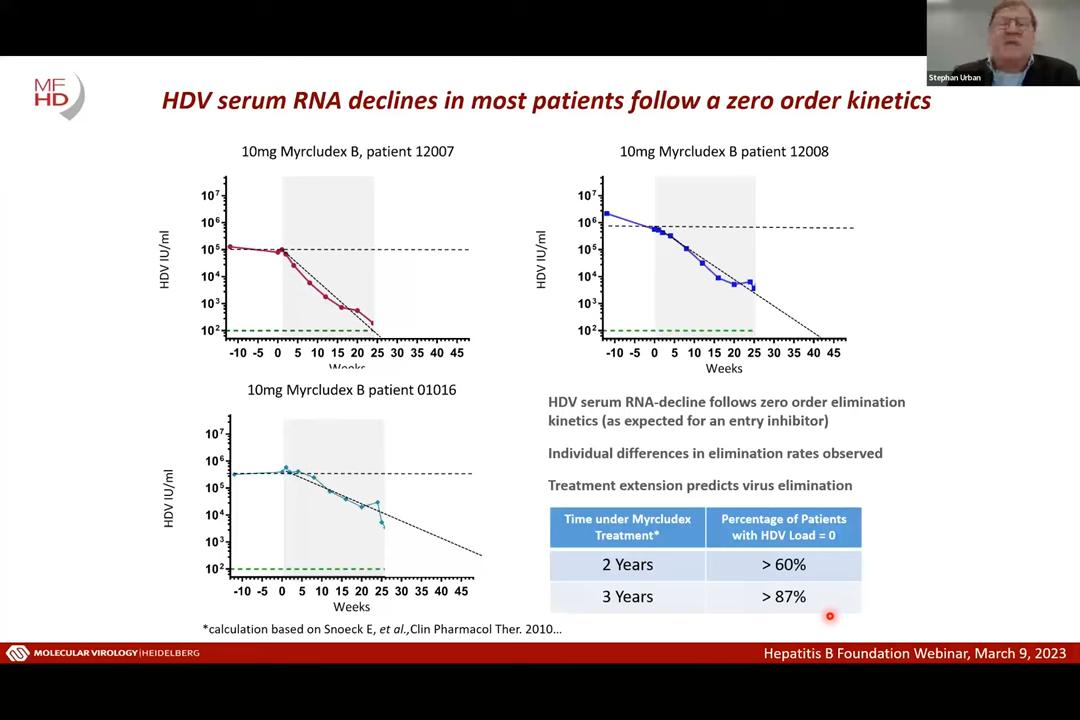 Stephan Urban
MF
HD
HDV serum RNA declines in most patients follow a zero order kinetics
10mg Myrcludex B, patient 12007
HDV IU/ml
10⁷
10⁶
10⁵
10⁴
10³
10²
-10 -5 0 5 10 15 20 25 30 35 40 45
Weeks
10mg Myrcludex B patient 12008
HDV IU/ml
10⁷
10⁶
10⁵
10⁴
10³
10²
-10 -5 0 5 10 15 20 25 30 35 40 45
Weeks
10mg Myrcludex B patient 01016
HDV IU/ml
10⁷
10⁶
10⁵
10⁴
10³
10²
-10 -5 0 5 10 15 20 25 30 35 40 45
Weeks
HDV serum RNA-decline follows zero order elimination
kinetics (as expected for an entry inhibitor)
Individual differences in elimination rates observed
Treatment extension predicts virus elimination
Time under Myrcludex Treatment* Percentage of Patients with HDV Load = 0
2 Years > 60%
3 Years > 87%
*calculation based on Snoeck E, et al.,Clin Pharmacol Ther. 2010…
MOLECULAR VIROLOGY|HEIDELBERG
Hepatitis B Foundation Webinar, March 9, 2023